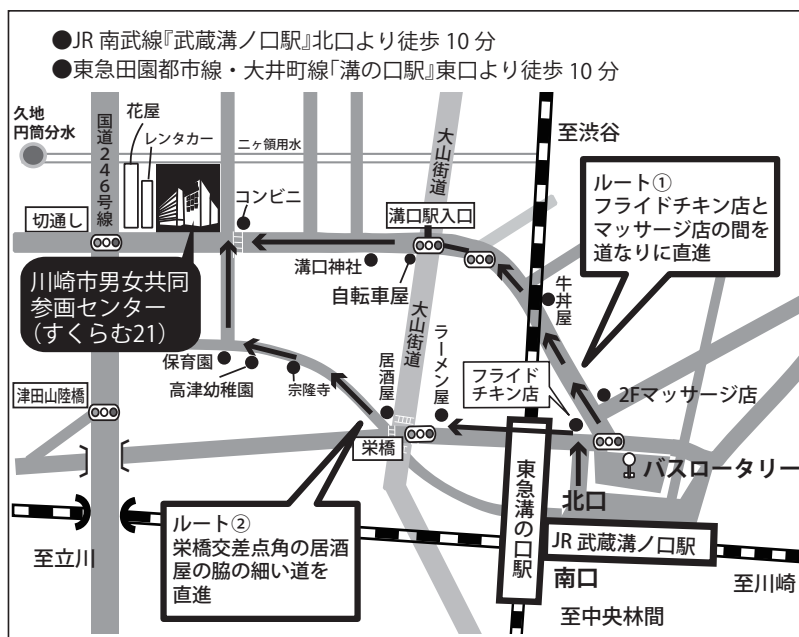 ●JR 南武線『武蔵溝ノ口駅』北口より徒歩 10 分
●東急田園都市線・大井町線｢溝の口駅』東口より徒歩 10 分
久地
円筒分水
国道246号線
花屋
レンタカー
二ヶ領用水
大山街道
至渋谷
コンビニ
切通し
溝口駅入口
ルート①
フライドチキン店と
マッサージ店の間を
道なりに直進
川崎市男女共同
参画センター
(すくらむ21)
溝口神社
自転車屋
牛丼屋
大山街道
保育園
高津幼稚園
宗隆寺
居酒屋
ラーメン屋
フライド
チキン店
2Fマッサージ店
津田山陸橋
栄橋
バスロータリー
北口
東急溝の口駅
ルート②
栄橋交差点角の居酒
屋の脇の細い道を
直進
JR 武蔵溝ノ口駅
至立川
南口
至川崎
至中央林間